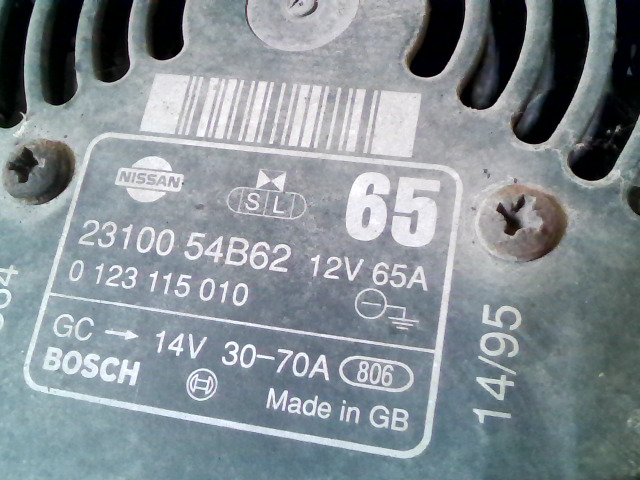 NISSAN
S L
65
23100 54B62 12V 65A
0 123 115 010
GC → 14V 30-70A 806
BOSCH
Made in GB
14/95